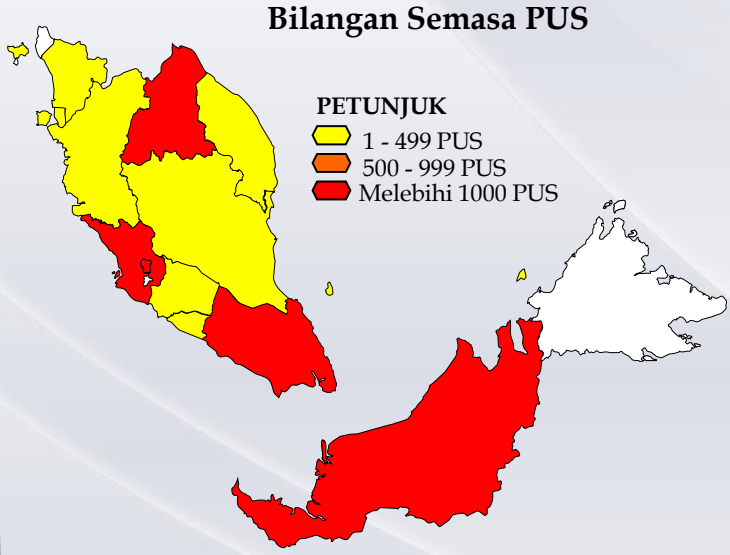 Bilangan Semasa PUS
PETUNJUK
1 - 499 PUS
500 - 999 PUS
Melebihi 1000 PUS